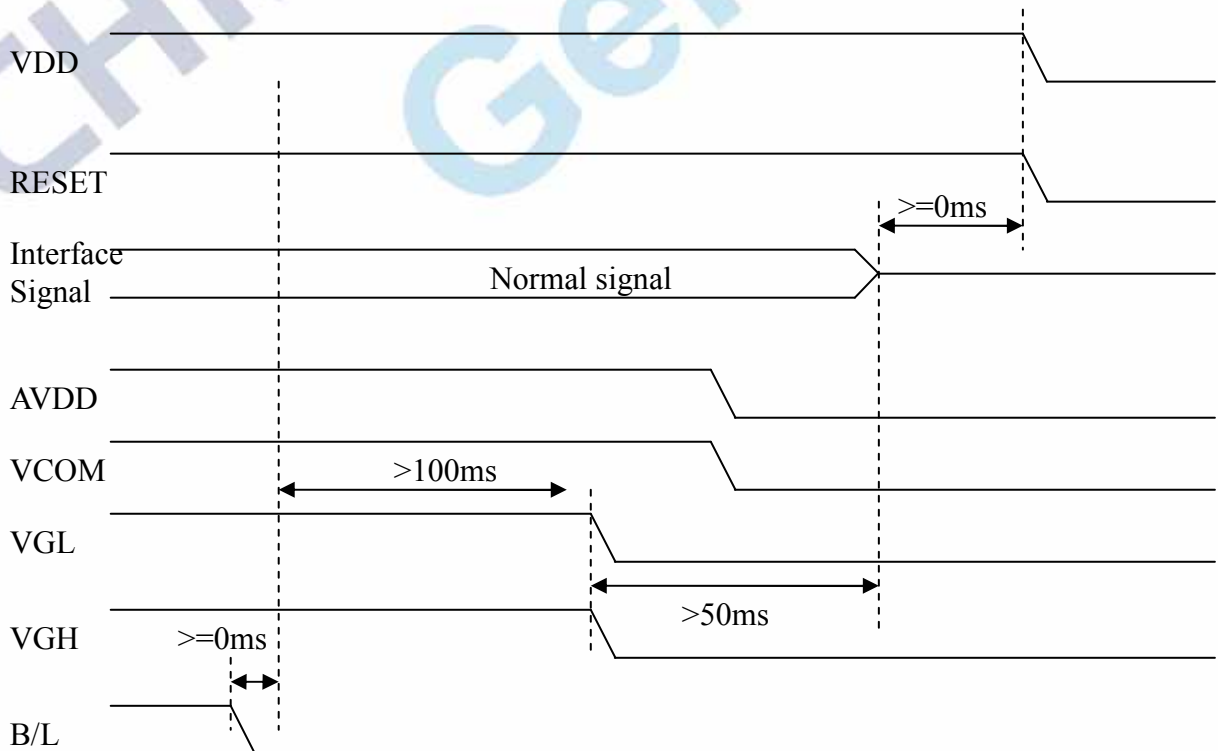 VDD
RESET
>=0ms
Interface
Signal
Normal signal
AVDD
VCOM
>100ms
VGL
>50ms
VGH
>=0ms
B/L